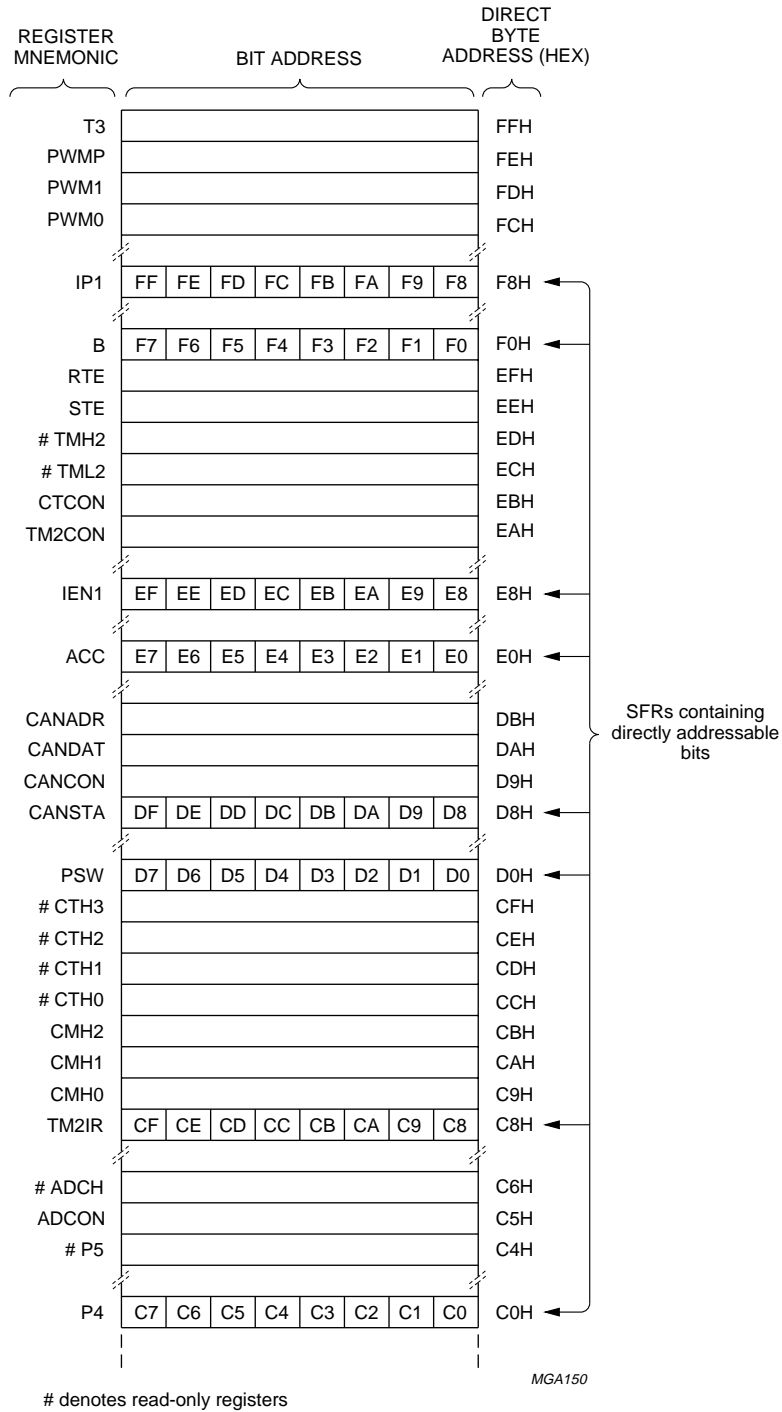 REGISTER MNEMONIC BIT ADDRESS DIRECT BYTE ADDRESS (HEX)
T3 FFH
PWMP FEH
PWM1 FDH
PWM0 FCH
IP1 FF FE FD FC FB FA F9 F8 F8H
B F7 F6 F5 F4 F3 F2 F1 F0 F0H
RTE EFH
STE EEH
# TMH2 EDH
# TML2 ECH
CTCON EBH
TM2CON EAH
IEN1 EF EE ED EC EB EA E9 E8 E8H
ACC E7 E6 E5 E4 E3 E2 E1 E0 E0H
CANADR DBH
CANDAT DAH
CANCON D9H
CANSTA DF DE DD DC DB DA D9 D8 D8H
SFRs containing
directly addressable
bits
PSW D7 D6 D5 D4 D3 D2 D1 D0 D0H
# CTH3 CFH
# CTH2 CEH
# CTH1 CDH
# CTH0 CCH
CMH2 CBH
CMH1 CAH
CMH0 C9H
TM2IR CF CE CD CC CB CA C9 C8 C8H
# ADCH C6H
ADCON C5H
# P5 C4H
P4 C7 C6 C5 C4 C3 C2 C1 C0 C0H
MGA150
# denotes read-only registers